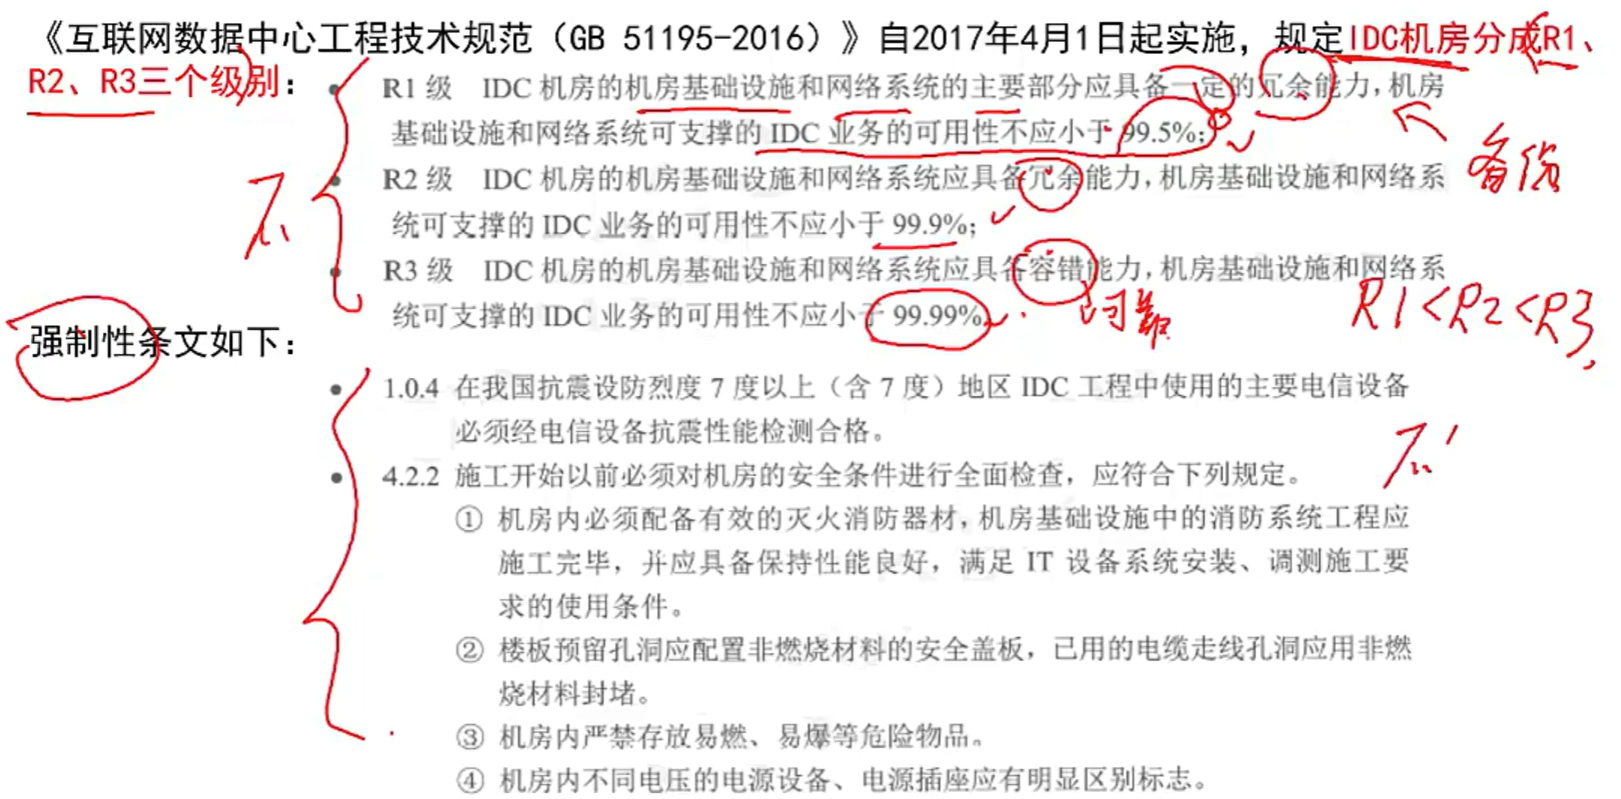 《互联网数据中心工程技术规范（GB 51195-2016）》自2017年4月1日起实施，规定IDC机房分成R1、
R2、R3三个级别：
• R1 级 IDC 机房的机房基础设施和网络系统的主要部分应具备一定的冗余能力，机房
基础设施和网络系统可支撑的 IDC 业务的可用性不应小于 99.5%；
备份
• R2 级 IDC 机房的机房基础设施和网络系统应具备冗余能力，机房基础设施和网络系
统可支撑的 IDC 业务的可用性不应小于 99.9%；
• R3 级 IDC 机房的机房基础设施和网络系统应具备容错能力，机房基础设施和网络系
统可支撑的 IDC 业务的可用性不应小于 99.99%。
R1<R2<R3
强制性条文如下：
• 1.0.4 在我国抗震设防烈度 7 度以上（含 7 度）地区 IDC 工程中使用的主要电信设备
必须经电信设备抗震性能检测合格。
• 4.2.2 施工开始以前必须对机房的安全条件进行全面检查，应符合下列规定。
① 机房内必须配备有效的灭火消防器材，机房基础设施中的消防系统工程应
施工完毕，并应具备保持性能良好，满足 IT 设备系统安装、调测施工要
求的使用条件。
② 楼板预留孔洞应配置非燃烧材料的安全盖板，已用的电缆走线孔洞应用非燃
烧材料封堵。
③ 机房内严禁存放易燃、易爆等危险物品。
④ 机房内不同电压的电源设备、电源插座应有明显区别标志。